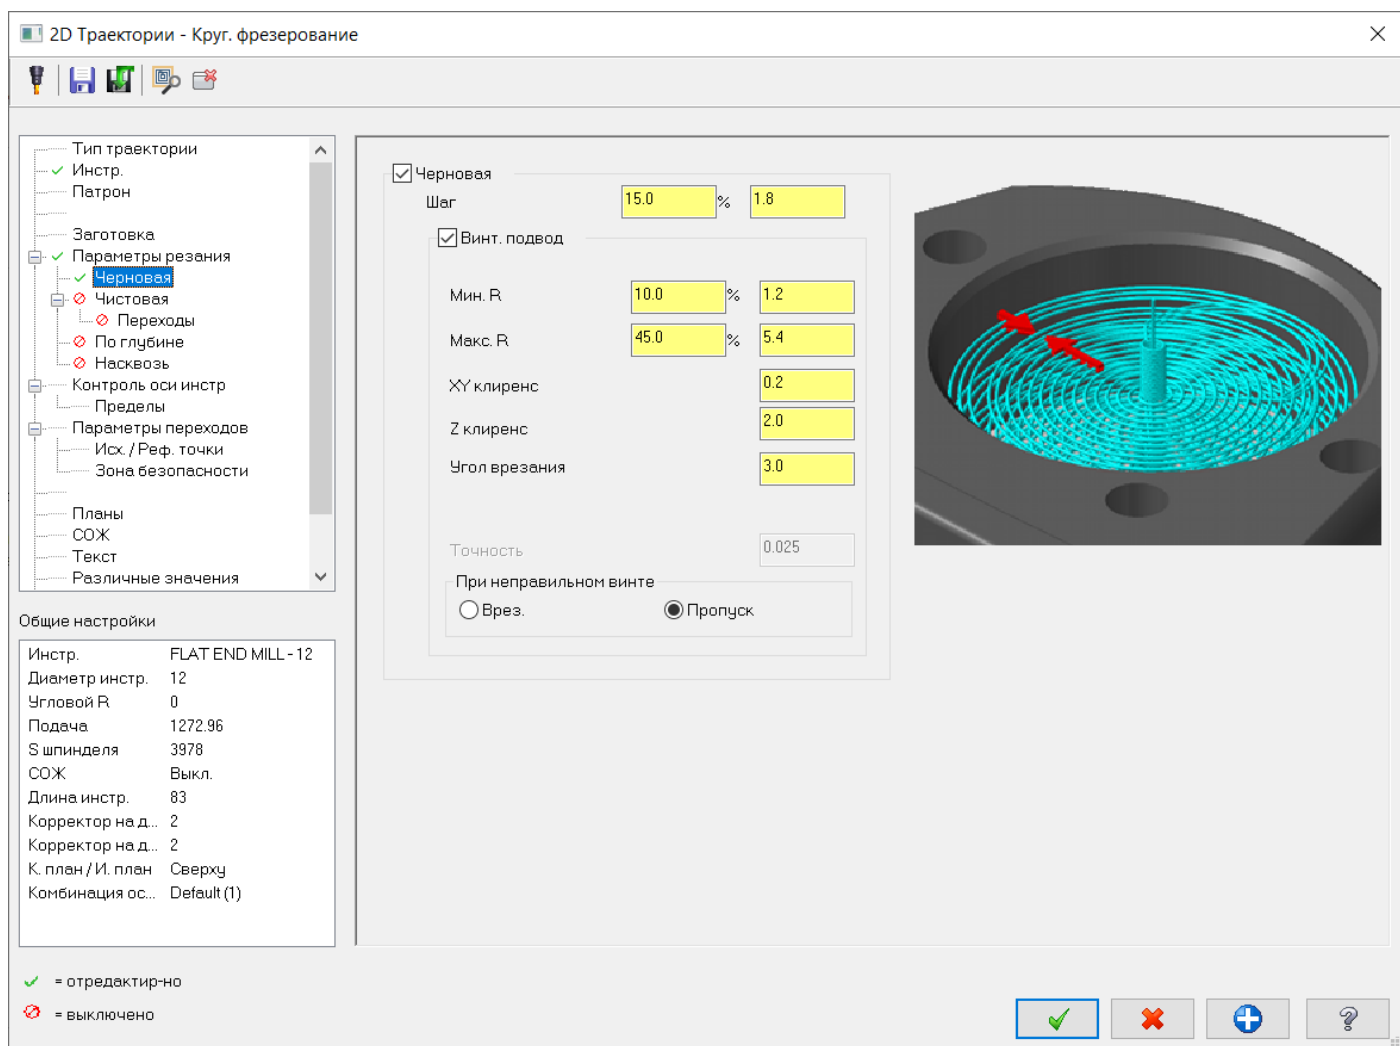 2D Траектории - Круг. фрезерование
Тип траектории
Инстр.
Патрон
Заготовка
Параметры резания
Черновая
Чистовая
Переходы
По глубине
Насквозь
Контроль оси инстр
Пределы
Параметры переходов
Исх. / Реф. точки
Зона безопасности
Планы
СОЖ
Текст
Различные значения
Общие настройки
Инстр. FLAT END MILL - 12
Диаметр инстр. 12
Угловой R 0
Подача 1272.96
S шпинделя 3978
СОЖ Выкл.
Длина инстр. 83
Корректор на д... 2
Корректор на д... 2
К. план / И. план Сверху
Комбинация ос... Default (1)
= отредактир-но
= выключено
Черновая
Шаг 15.0 % 1.8
Винт. подвод
Мин. R 10.0 % 1.2
Макс. R 45.0 % 5.4
XY клиренс 0.2
Z клиренс 2.0
Угол врезания 3.0
Точность 0.025
При неправильном винте
Врез. Пропуск